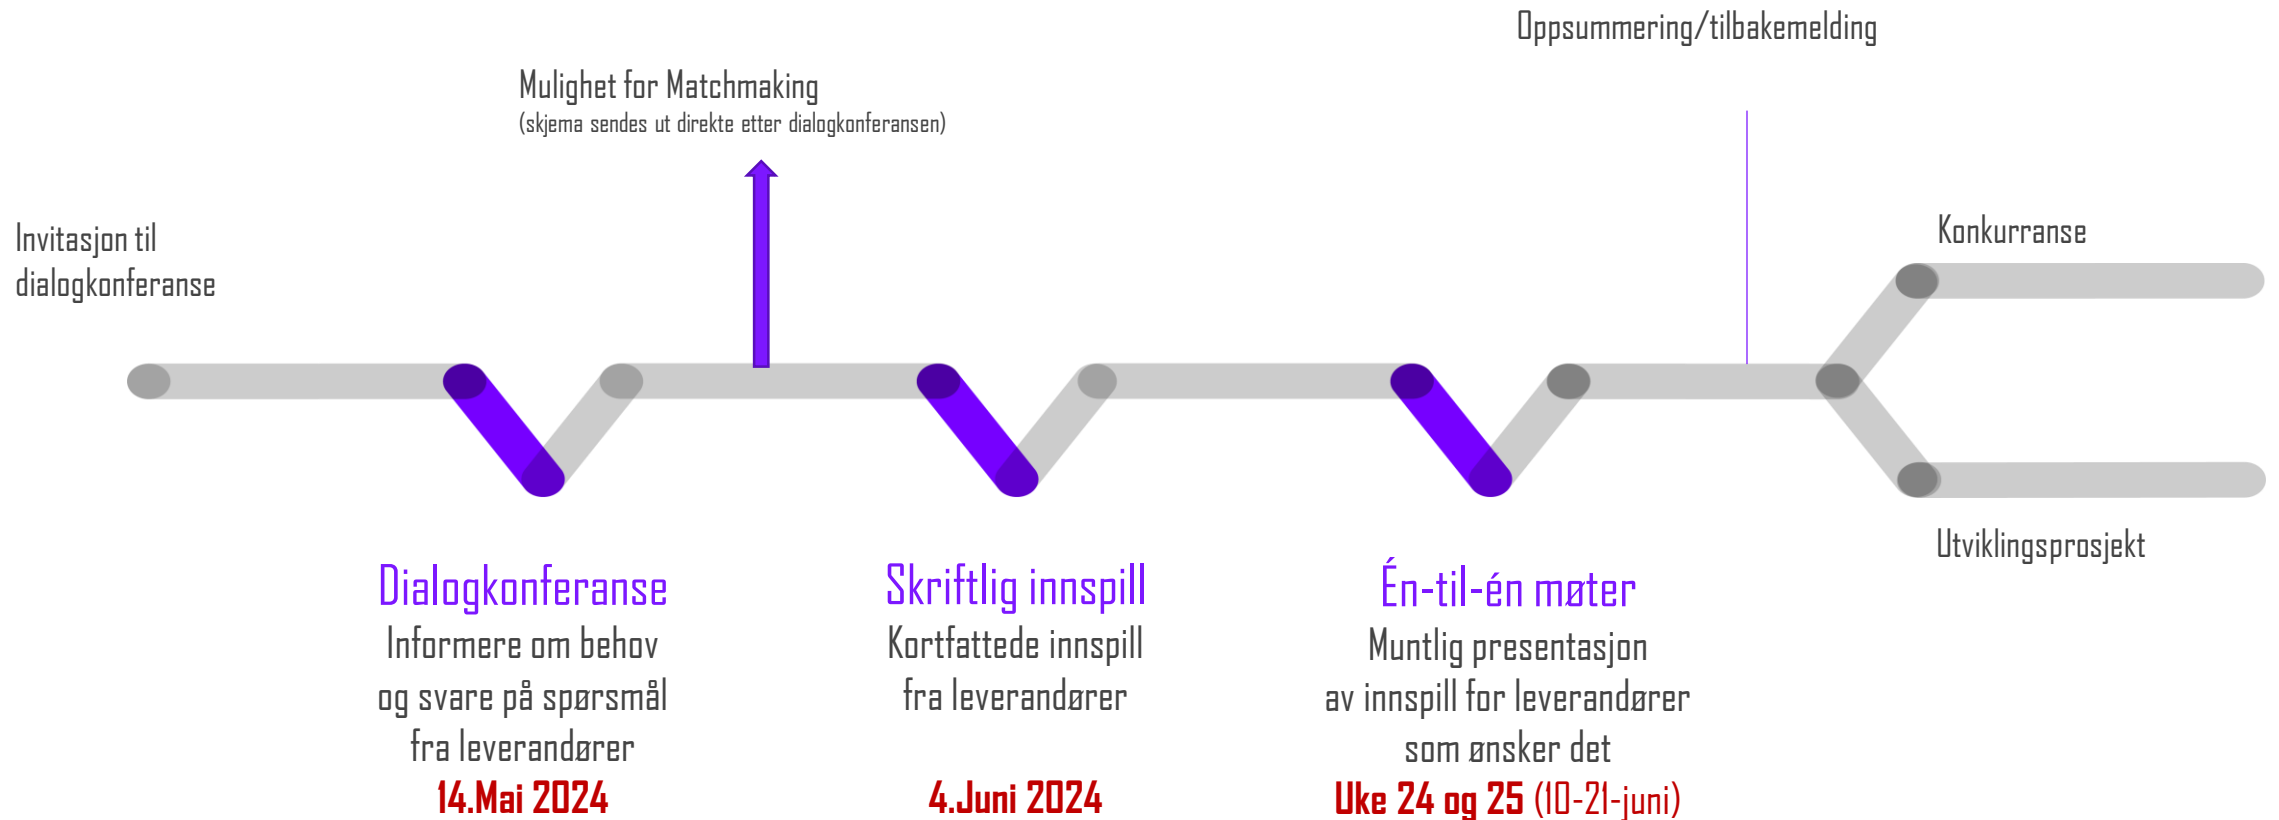 Oppsummering/tilbakemelding
Mulighet for Matchmaking
(skjema sendes ut direkte etter dialogkonferansen)
Invitasjon til
dialogkonferanse
Konkurranse
Utviklingsprosjekt
Dialogkonferanse
Informere om behov
og svare på spørsmål
fra leverandører
14.Mai 2024
Skriftlig innspill
Kortfattede innspill
fra leverandører
4.Juni 2024
Én-til-én møter
Muntlig presentasjon
av innspill for leverandører
som ønsker det
Uke 24 og 25 (10-21-juni)